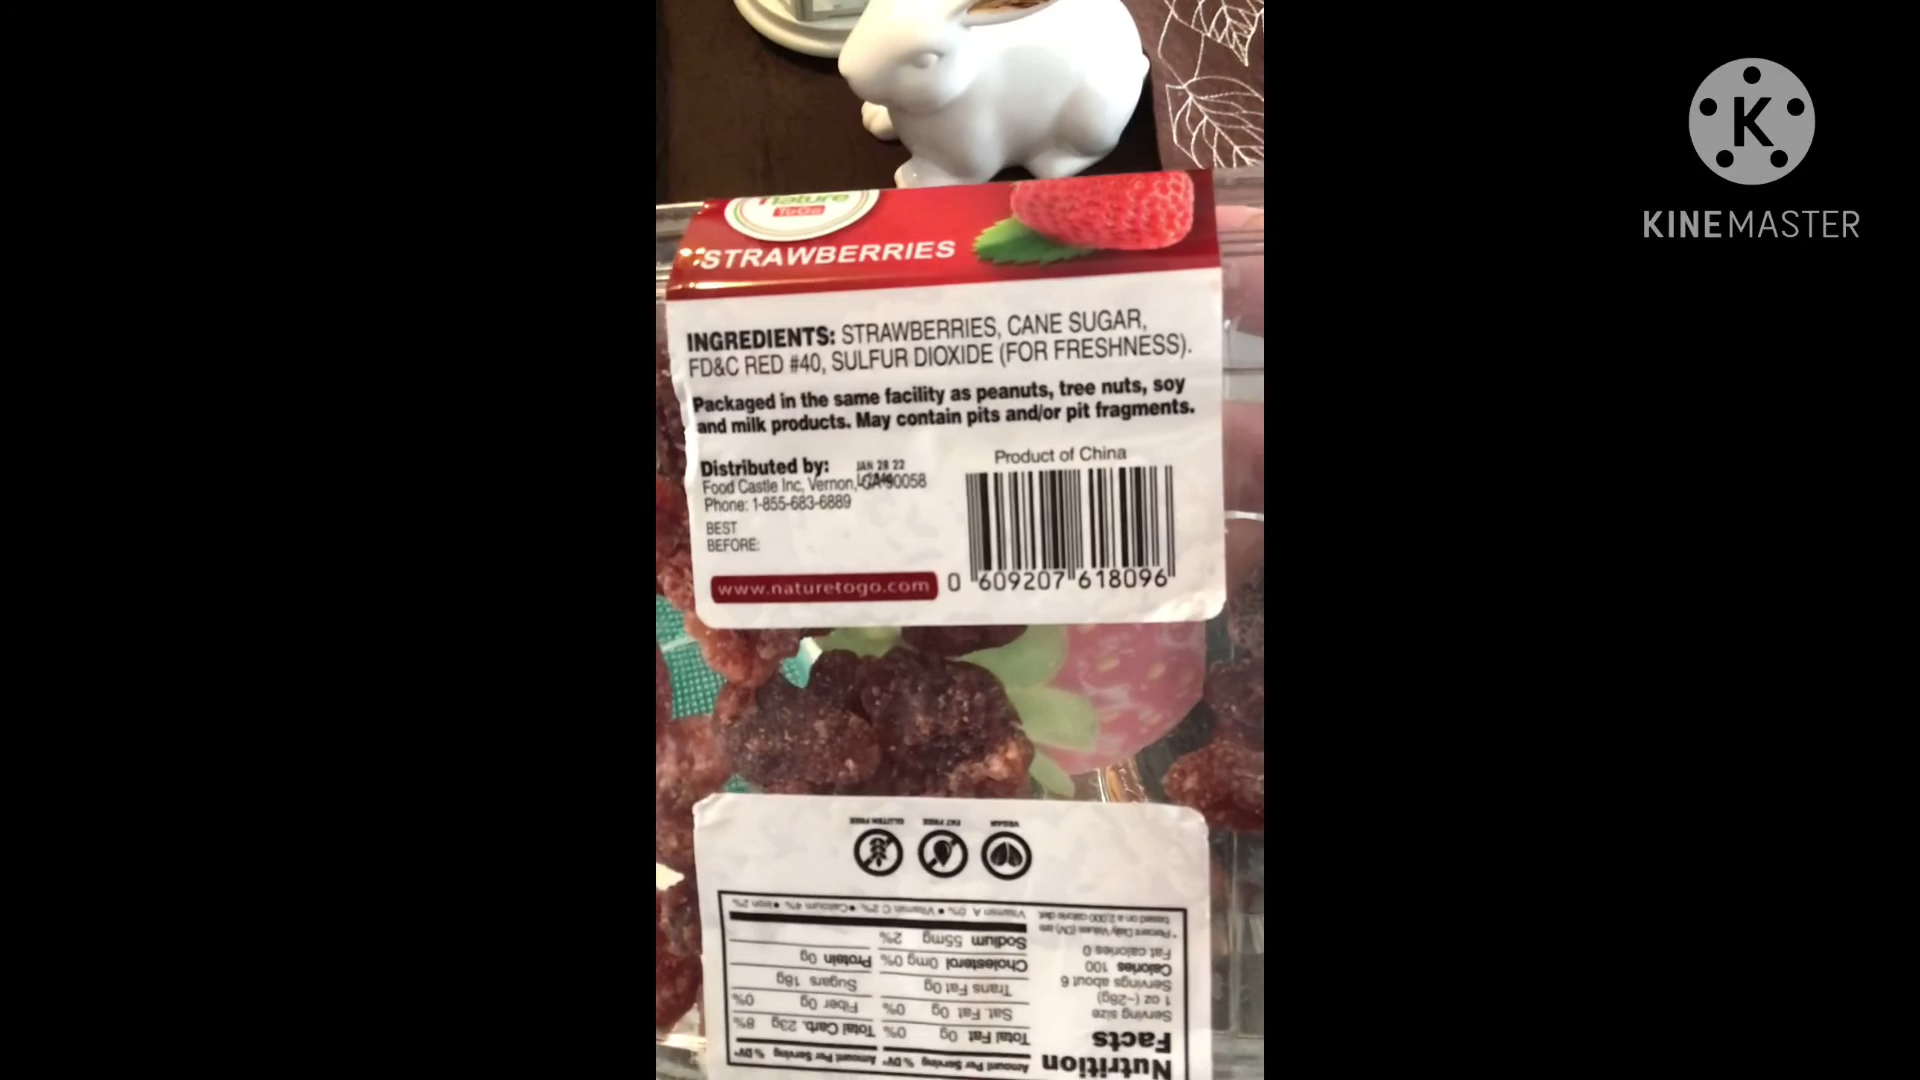 nature
ToGo
STRAWBERRIES
INGREDIENTS: STRAWBERRIES, CANE SUGAR,
FD&C RED #40, SULFUR DIOXIDE (FOR FRESHNESS).
Packaged in the same facility as peanuts, tree nuts, soy
and milk products. May contain pits and/or pit fragments.
Distributed by:
JAN 28 22
Food Castle Inc, Vernon, CA 90058
Phone: 1-855-683-6889
BEST
BEFORE:
www.naturetogo.com
Product of China
0 609207 618096
KINEMASTER
K
GLUTEN FREE
FAT FREE
VEGAN
Nutrition
Facts
Serving size
1 oz (~28g)
Servings about 6
Calories 100
Fat calories 0
* Percent Daily Values (DV) are
based on a 2,000 calorie diet.
Amount Per Serving % DV* Amount Per Serving % DV*
Total Fat 0g 0% Total Carb. 23g 8%
Sat. Fat 0g 0% Fiber 0g 0%
Trans Fat 0g Sugars 18g
Cholesterol 0mg 0% Protein 0g
Sodium 55mg 2%
Vitamin A 0% • Vitamin C 2% • Calcium 4% • Iron 2%